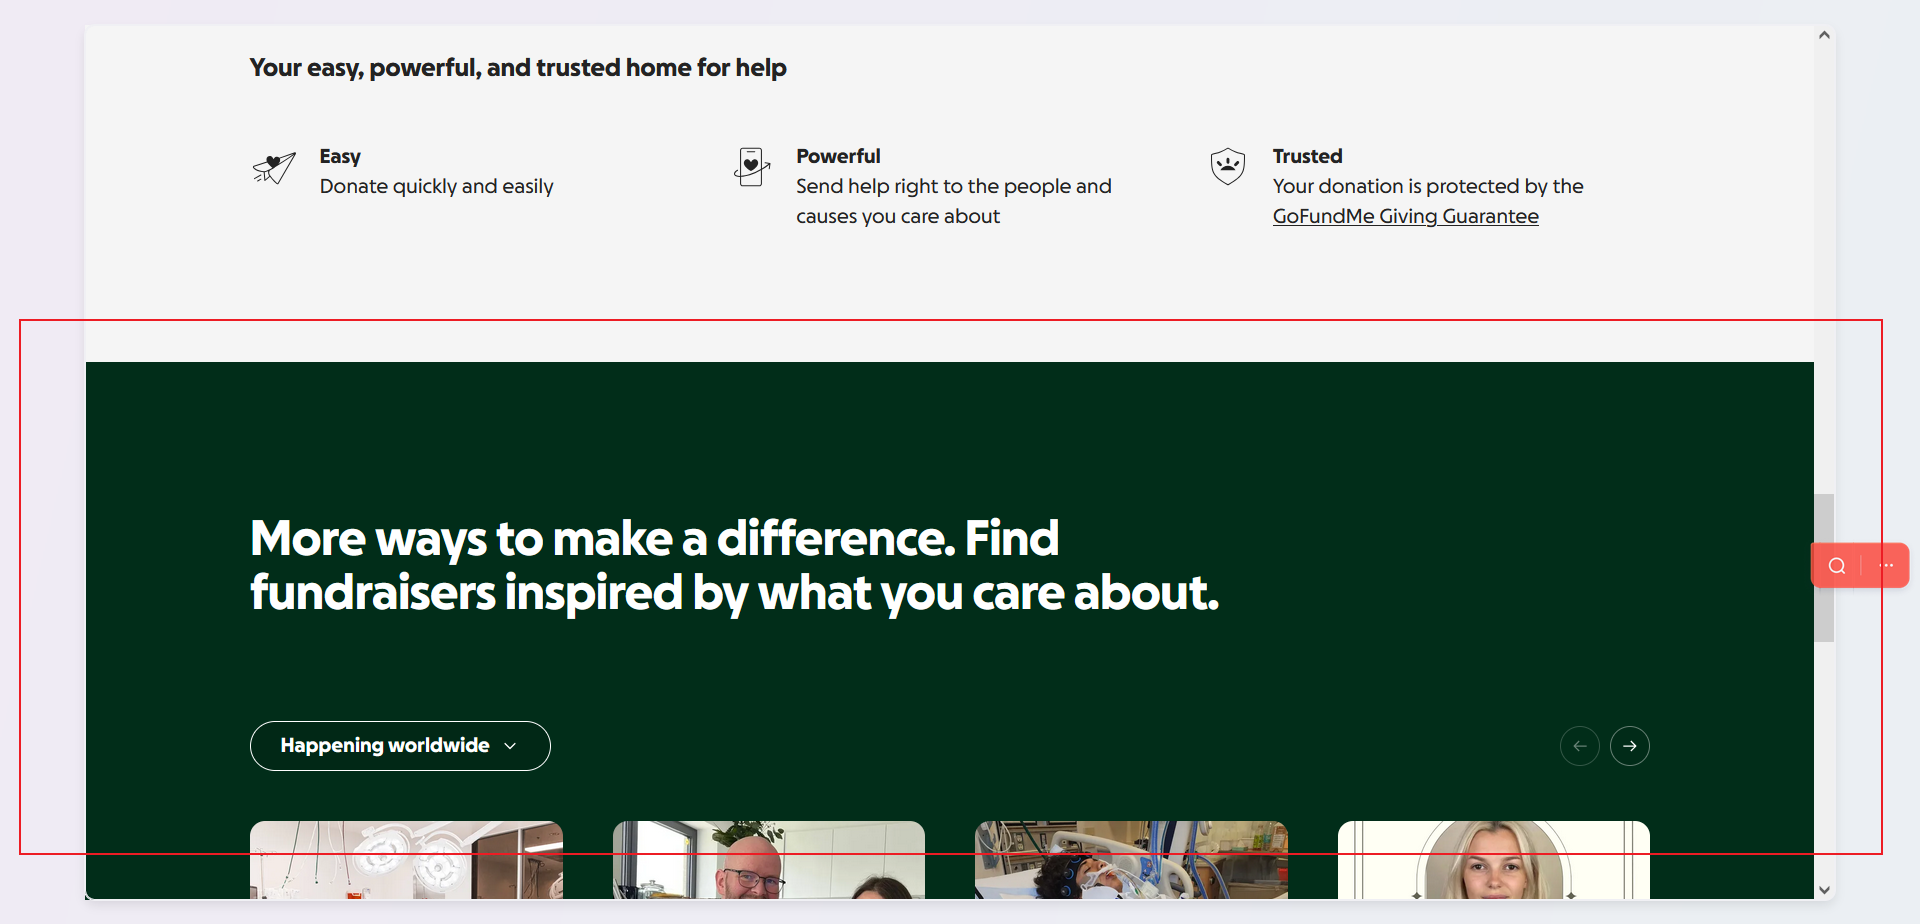 Your easy, powerful, and trusted home for help
Easy
Donate quickly and easily
Powerful
Send help right to the people and
causes you care about
Trusted
Your donation is protected by the
GoFundMe Giving Guarantee
More ways to make a difference. Find
fundraisers inspired by what you care about.
Happening worldwide